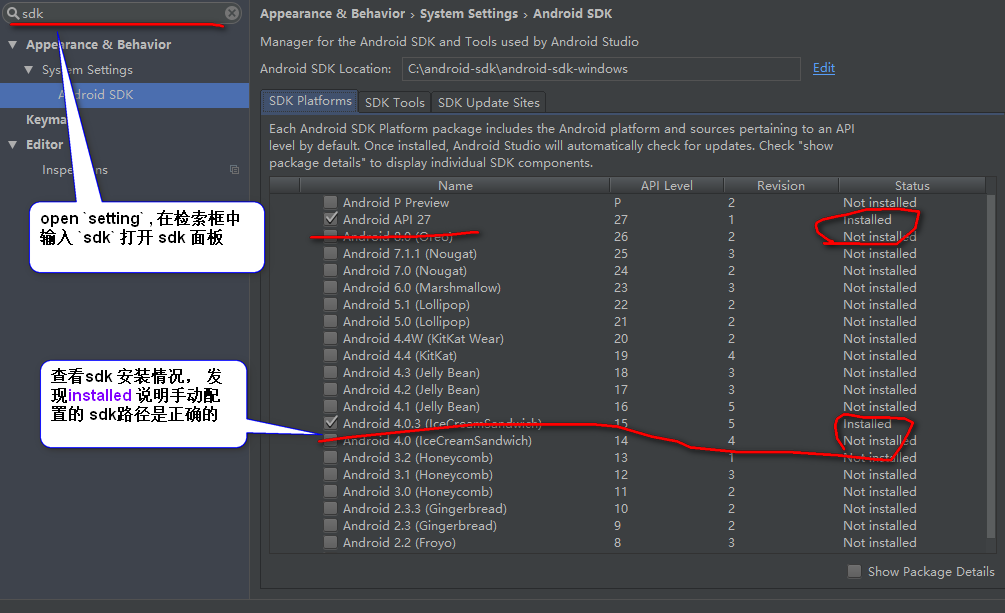 sdk
Appearance & Behavior › System Settings › Android SDK
Manager for the Android SDK and Tools used by Android Studio
Appearance & Behavior
System Settings
Android SDK
Keyma
Editor
Inspections
Android SDK Location: C:\android-sdk\android-sdk-windows Edit
SDK Platforms SDK Tools SDK Update Sites
Each Android SDK Platform package includes the Android platform and sources pertaining to an API
level by default. Once installed, Android Studio will automatically check for updates. Check "show
package details" to display individual SDK components.
Name API Level Revision Status
Android P Preview P 2 Not installed
Android API 27 27 1 Installed
Android 8.0 (Oreo) 26 2 Not installed
Android 7.1.1 (Nougat) 25 3 Not installed
Android 7.0 (Nougat) 24 2 Not installed
Android 6.0 (Marshmallow) 23 3 Not installed
Android 5.1 (Lollipop) 22 2 Not installed
Android 5.0 (Lollipop) 21 2 Not installed
Android 4.4W (KitKat Wear) 20 2 Not installed
Android 4.4 (KitKat) 19 4 Not installed
Android 4.3 (Jelly Bean) 18 3 Not installed
Android 4.2 (Jelly Bean) 17 3 Not installed
Android 4.1 (Jelly Bean) 16 5 Not installed
Android 4.0.3 (IceCreamSandwich) 15 5 Installed
Android 4.0 (IceCreamSandwich) 14 4 Not installed
Android 3.2 (Honeycomb) 13 1 Not installed
Android 3.1 (Honeycomb) 12 3 Not installed
Android 3.0 (Honeycomb) 11 2 Not installed
Android 2.3.3 (Gingerbread) 10 2 Not installed
Android 2.3 (Gingerbread) 9 2 Not installed
Android 2.2 (Froyo) 8 3 Not installed
Show Package Details
open `setting` , 在检索框中
输入 `sdk` 打开 sdk 面板
查看sdk 安装情况， 发
现installed 说明手动配
置的 sdk路径是正确的